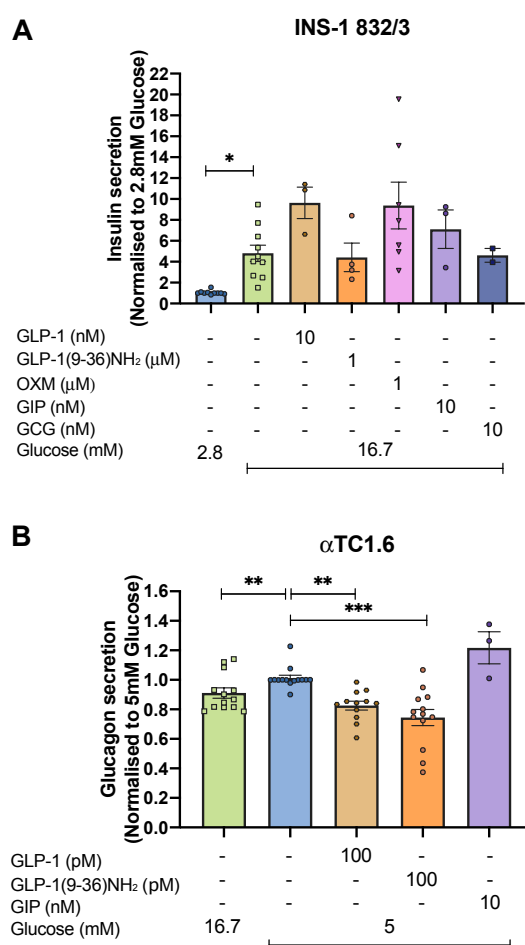 A
INS-1 832/3
Insulin secretion
(Normalised to 2.8mM Glucose)
22
20
18
16
14
12
10
8
6
4
2
0
*
GLP-1 (nM) - - 10 - - - -
GLP-1(9-36)NH₂ (μM) - - - 1 - - -
OXM (μM) - - - - 1 - -
GIP (nM) - - - - - 10 -
GCG (nM) - - - - - - 10
Glucose (mM) 2.8 16.7
B
αTC1.6
Glucagon secretion
(Normalised to 5mM Glucose)
1.6
1.4
1.2
1.0
0.8
0.6
0.4
0.2
0.0
** **
***
GLP-1 (pM) - - 100 - -
GLP-1(9-36)NH₂ (pM) - - - 100 -
GIP (nM) - - - - 10
Glucose (mM) 16.7 5